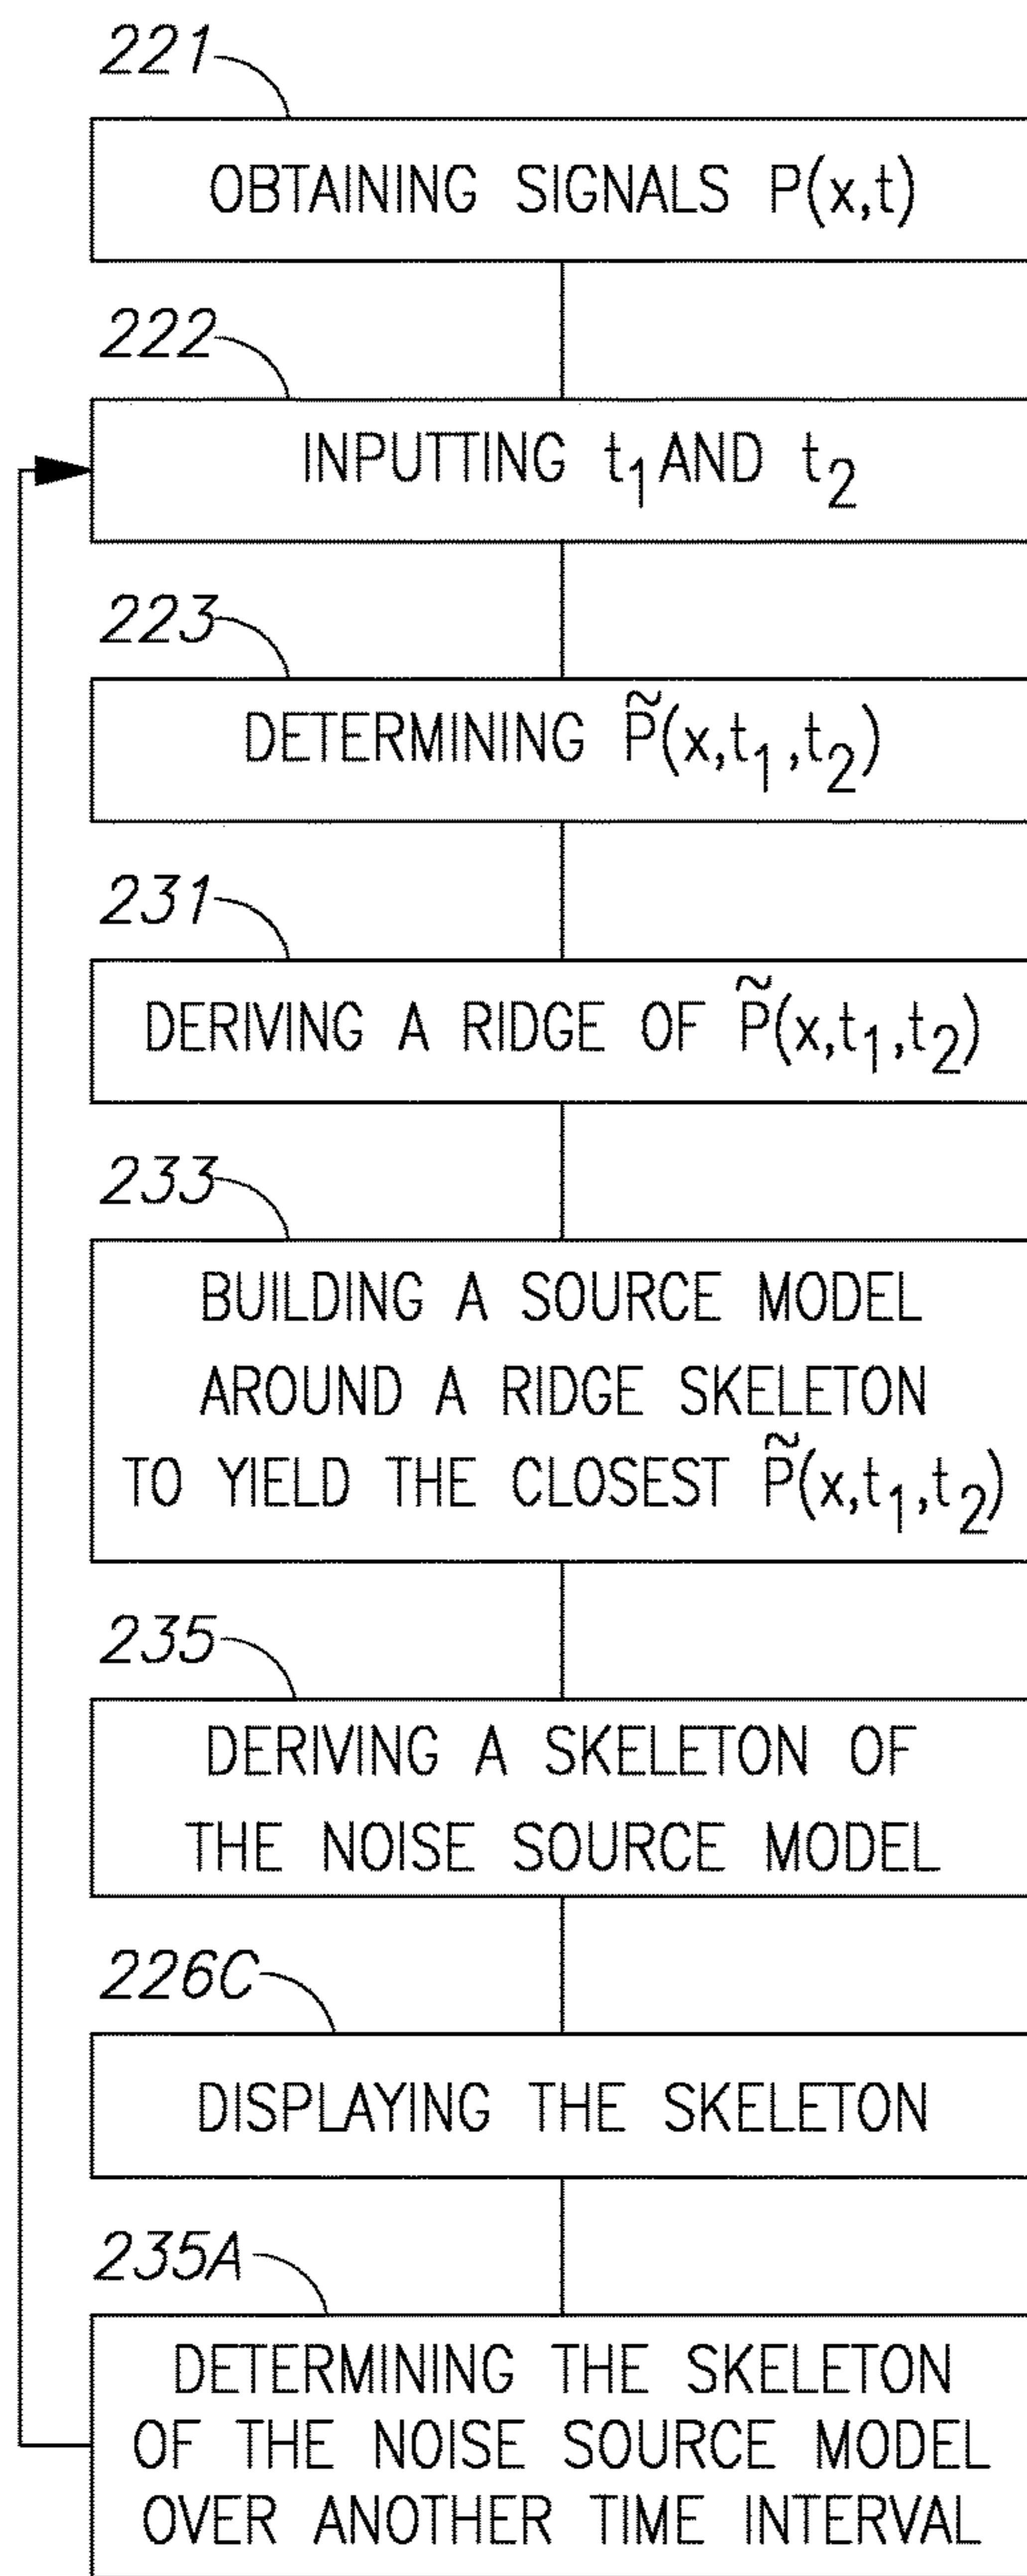 221
OBTAINING SIGNALS P(x,t)
222
INPUTTING t₁ AND t₂
223
DETERMINING P̃(x,t₁,t₂)
231
DERIVING A RIDGE OF P̃(x,t₁,t₂)
233
BUILDING A SOURCE MODEL
AROUND A RIDGE SKELETON
TO YIELD THE CLOSEST P̃(x,t₁,t₂)
235
DERIVING A SKELETON OF
THE NOISE SOURCE MODEL
226C
DISPLAYING THE SKELETON
235A
DETERMINING THE SKELETON
OF THE NOISE SOURCE MODEL
OVER ANOTHER TIME INTERVAL